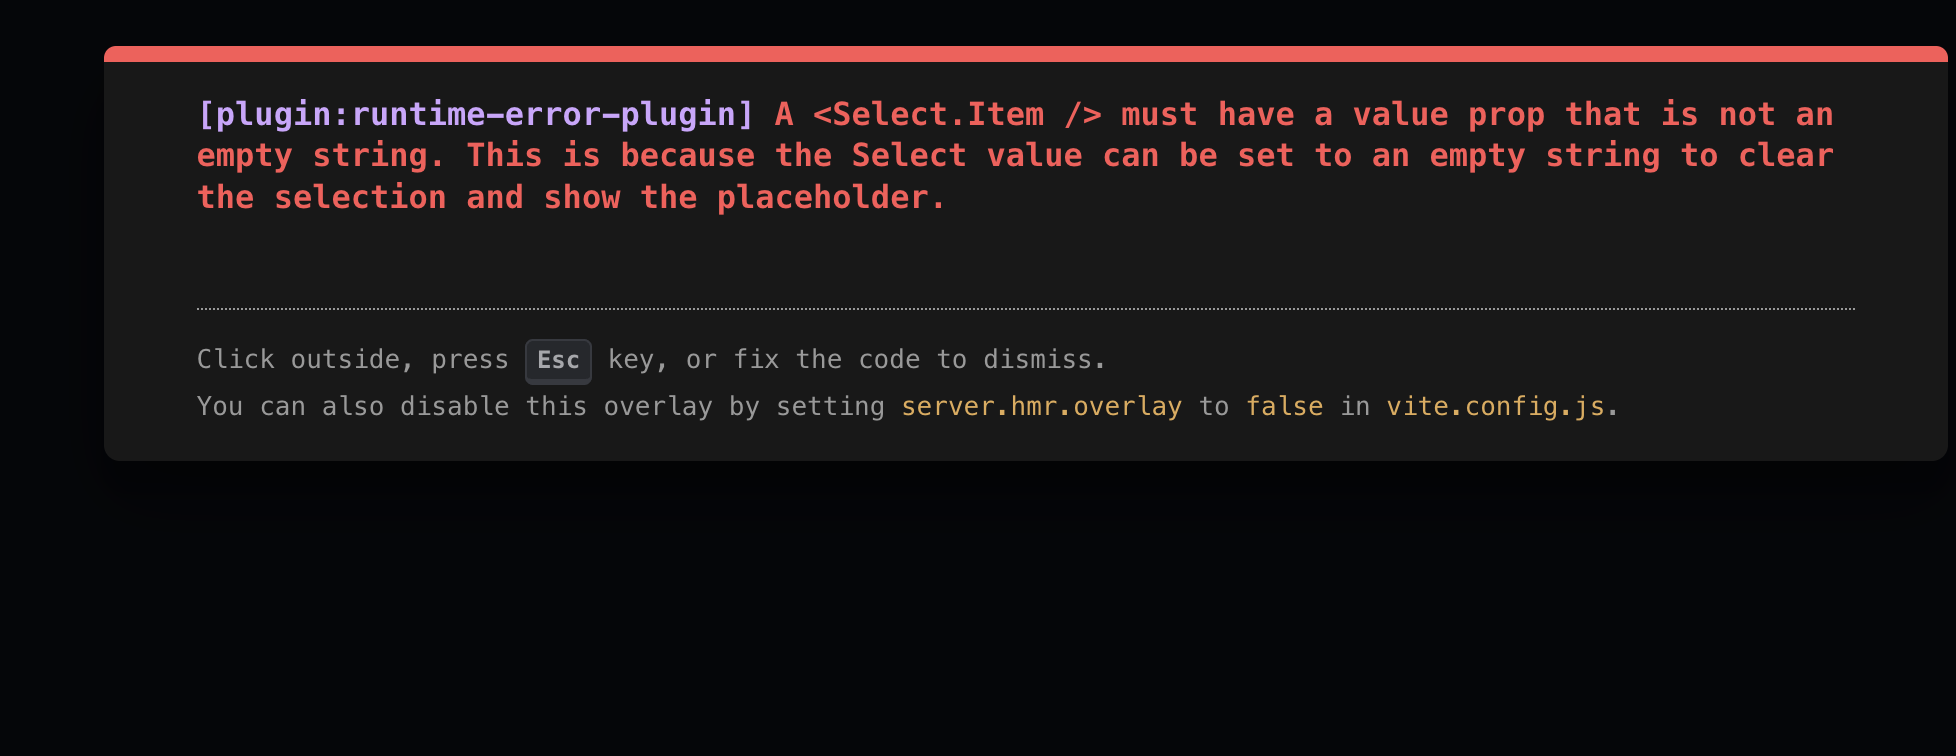 [plugin:runtime-error-plugin] A <Select.Item /> must have a value prop that is not an
empty string. This is because the Select value can be set to an empty string to clear
the selection and show the placeholder.
Click outside, press Esc key, or fix the code to dismiss.
You can also disable this overlay by setting server.hmr.overlay to false in vite.config.js.